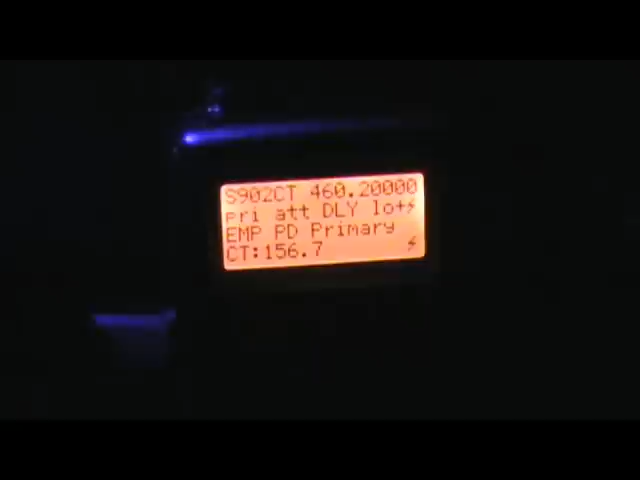 S902CT 460.20000
pri att DLY lo+⚡
EMP PD Primary
CT:156.7 ⚡